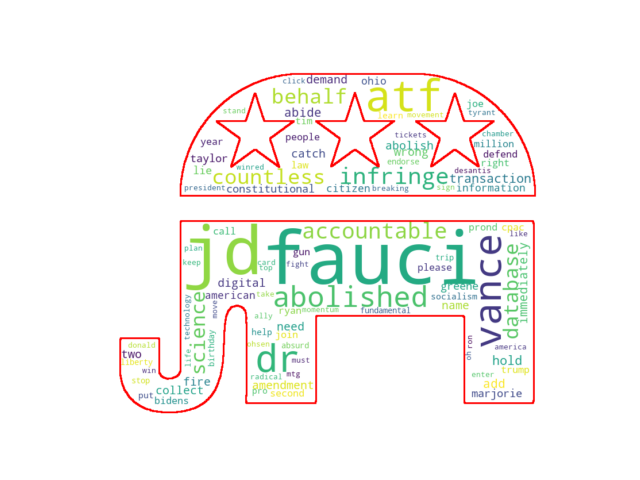 click demand ohio
behalf atf
stand abide tim learn movement joe tyrant
year people tickets chamber
abolish million
taylor catch wrong defend
lie winred law endorse right
countless infringe desantis transaction
president constitutional citizen breaking sign information
call jd fauci accountable prond cpac like
plan gun trip
keep card top fight please
digital greene
american take abolished socialism name
vance database immediately
technology move ally ryan momentum fundamental
science birthday help need join
donald ohsen absurd oh ron america
two dr hold
liberty life must trump
win radical mtg enter
stop fire amendment add
put collect pro second marjorie
bidens